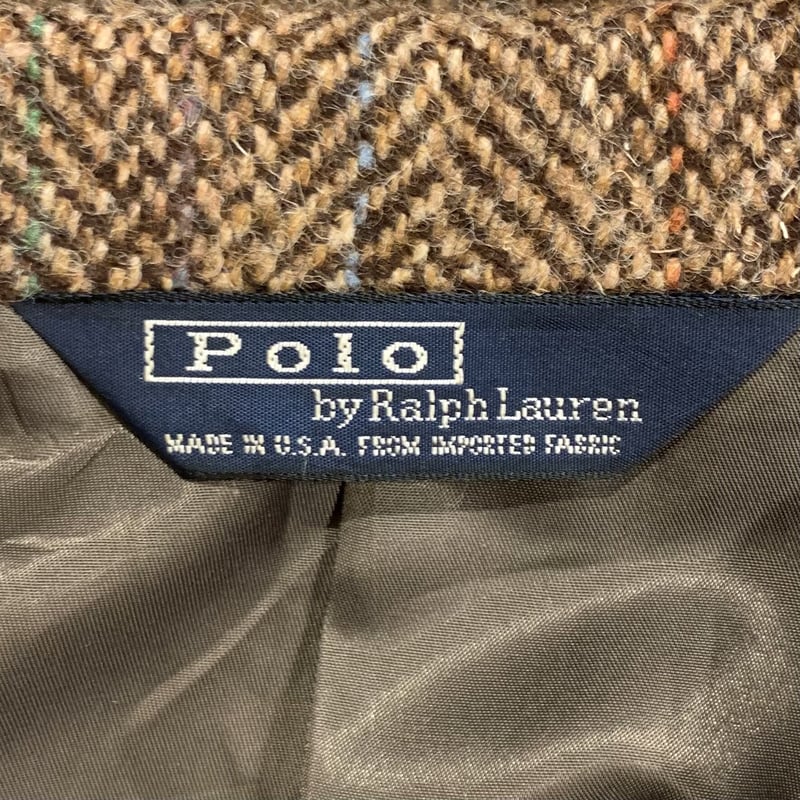 Polo
by Ralph Lauren
MADE IN U.S.A. FROM IMPORTED FABRIC